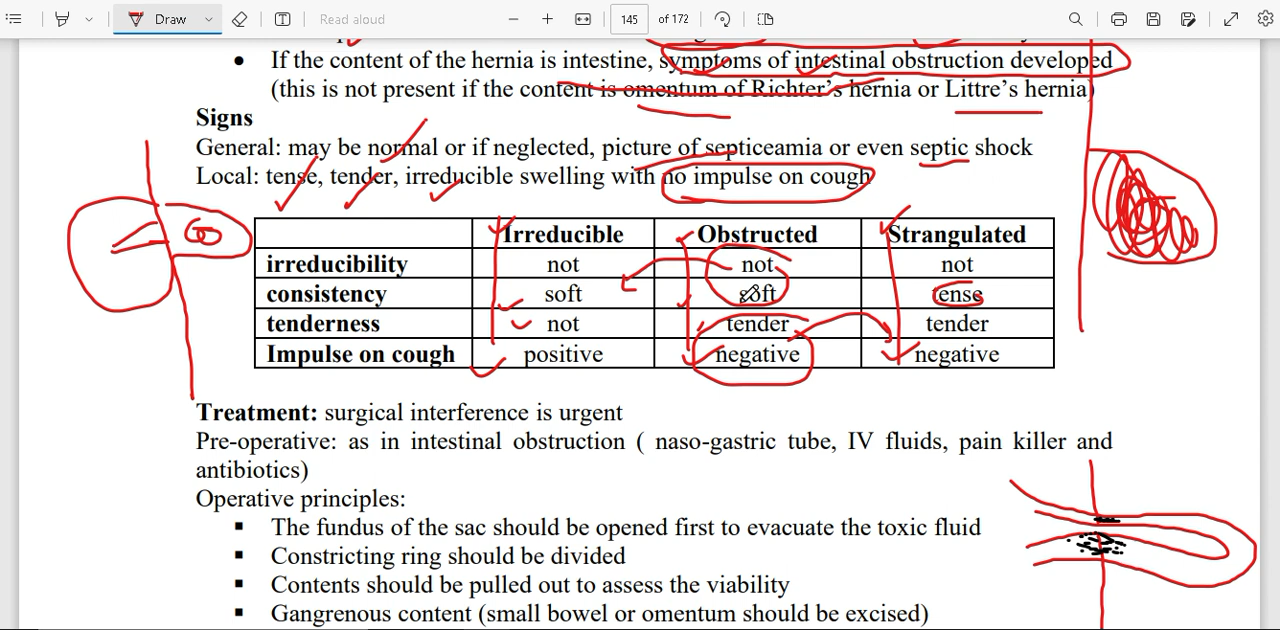 Draw
Read aloud
145 of 172
If the content of the hernia is intestine, symptoms of intestinal obstruction developed
(this is not present if the content is omentum of Richter's hernia or Littre's hernia)
Signs
General: may be normal or if neglected, picture of septiceamia or even septic shock
Local: tense, tender, irreducible swelling with no impulse on cough
Irreducible Obstructed Strangulated
irreducibility not not not
consistency soft soft tense
tenderness not tender tender
Impulse on cough positive negative negative
Treatment: surgical interference is urgent
Pre-operative: as in intestinal obstruction ( naso-gastric tube, IV fluids, pain killer and
antibiotics)
Operative principles:
The fundus of the sac should be opened first to evacuate the toxic fluid
Constricting ring should be divided
Contents should be pulled out to assess the viability
Gangrenous content (small bowel or omentum should be excised)